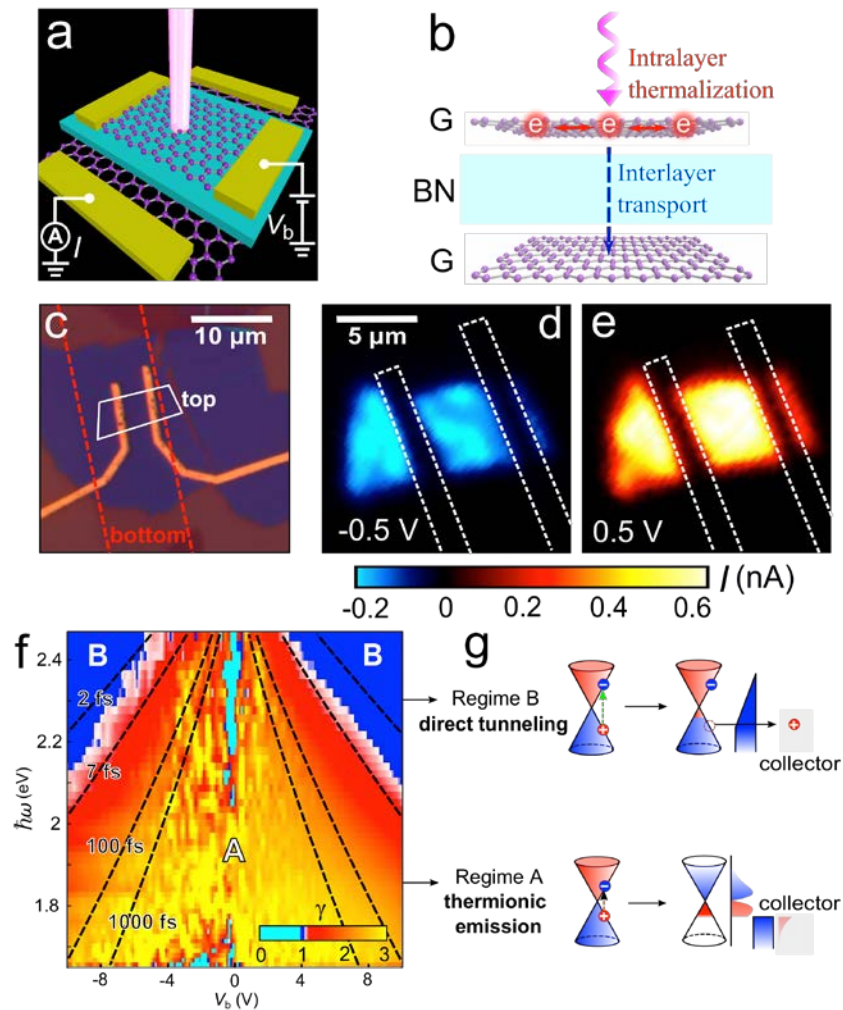 a
A
I
Vb
b
Intralayer
thermalization
G
e e e
BN
Interlayer
transport
G
c
10 μm
top
bottom
5 μm
d
-0.5 V
e
0.5 V
-0.2 0 0.2 0.4 0.6
I (nA)
f
B B
2 fs
7 fs
100 fs
1000 fs
A
γ
0 1 2 3
2.4
2.2
2
1.8
ħω (eV)
-8 -4 0 4 8
Vb (V)
g
Regime B
direct tunneling
collector
Regime A
thermionic
emission
collector